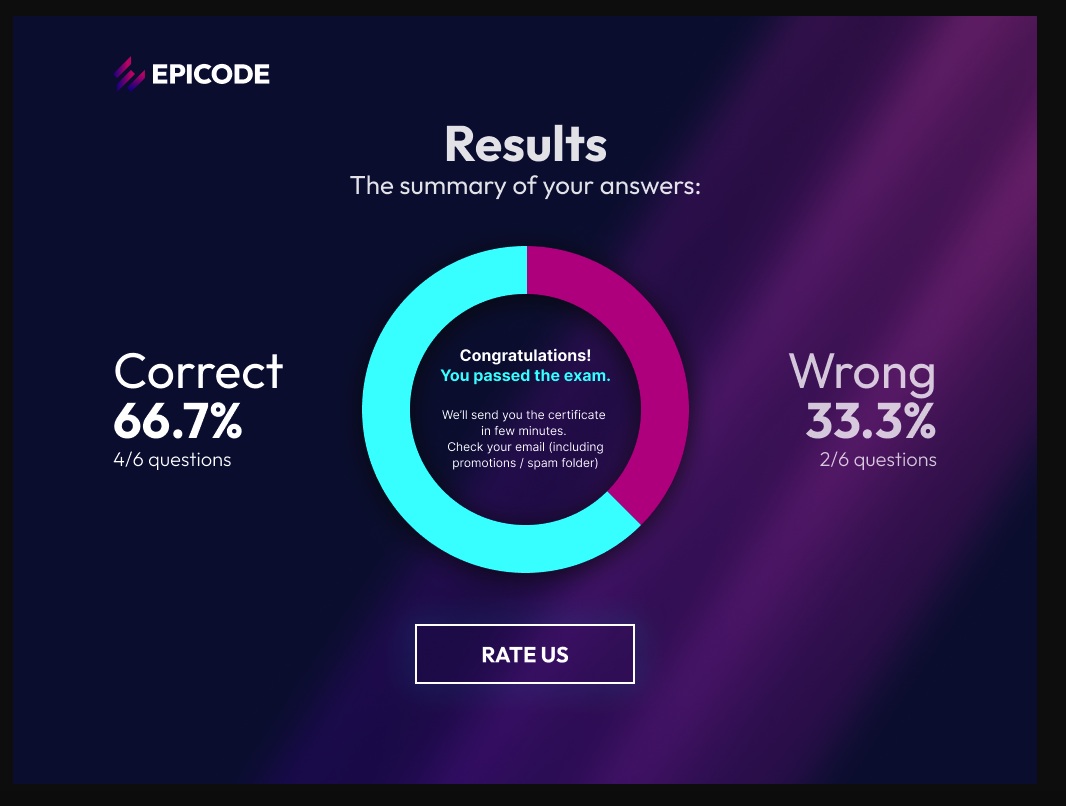 EPICODE
Results
The summary of your answers:
Correct
66.7%
4/6 questions
Congratulations!
You passed the exam.
We'll send you the certificate
in few minutes.
Check your email (including
promotions / spam folder)
Wrong
33.3%
2/6 questions
RATE US